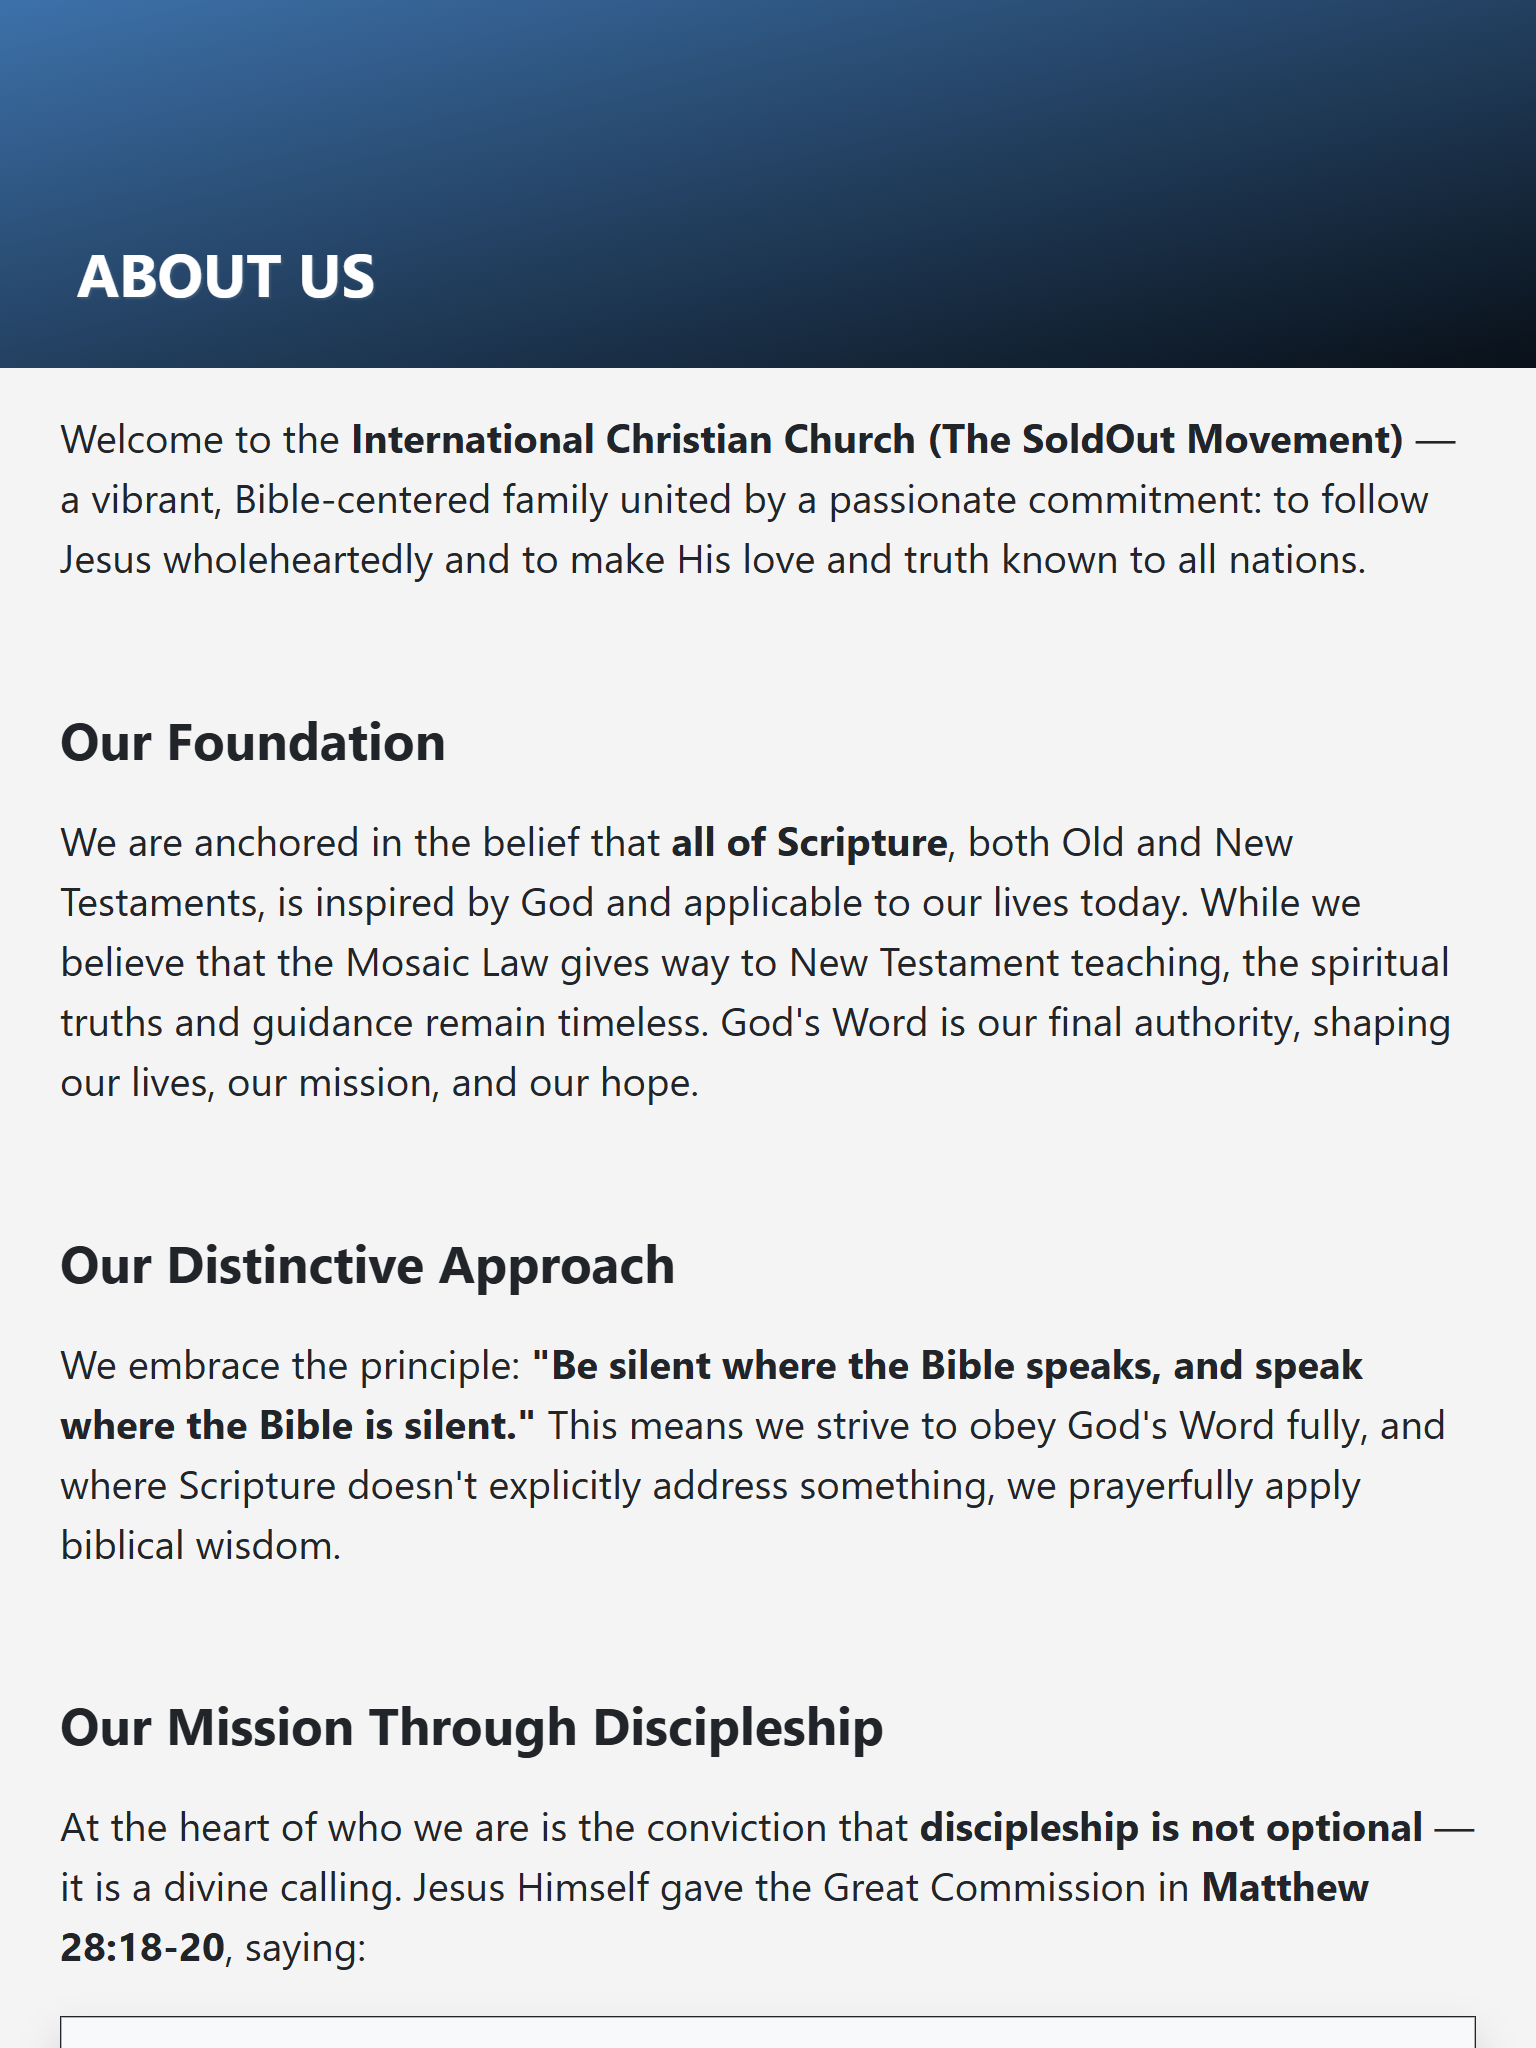 ABOUT US
Welcome to the International Christian Church (The SoldOut Movement) —
a vibrant, Bible-centered family united by a passionate commitment: to follow
Jesus wholeheartedly and to make His love and truth known to all nations.
Our Foundation
We are anchored in the belief that all of Scripture, both Old and New
Testaments, is inspired by God and applicable to our lives today. While we
believe that the Mosaic Law gives way to New Testament teaching, the spiritual
truths and guidance remain timeless. God's Word is our final authority, shaping
our lives, our mission, and our hope.
Our Distinctive Approach
We embrace the principle: "Be silent where the Bible speaks, and speak
where the Bible is silent." This means we strive to obey God's Word fully, and
where Scripture doesn't explicitly address something, we prayerfully apply
biblical wisdom.
Our Mission Through Discipleship
At the heart of who we are is the conviction that discipleship is not optional —
it is a divine calling. Jesus Himself gave the Great Commission in Matthew
28:18-20, saying: